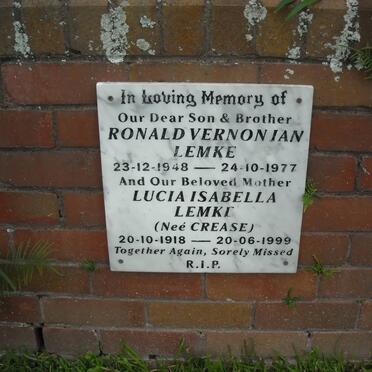 In Loving Memory of
Our Dear Son & Brother
RONALD VERNON IAN
LEMKE
23-12-1948 — 24-10-1977
And Our Beloved Mother
LUCIA ISABELLA
LEMKE
(Neé CREASE)
20-10-1918 — 20-06-1999
Together Again, Sorely Missed
R.I.P.